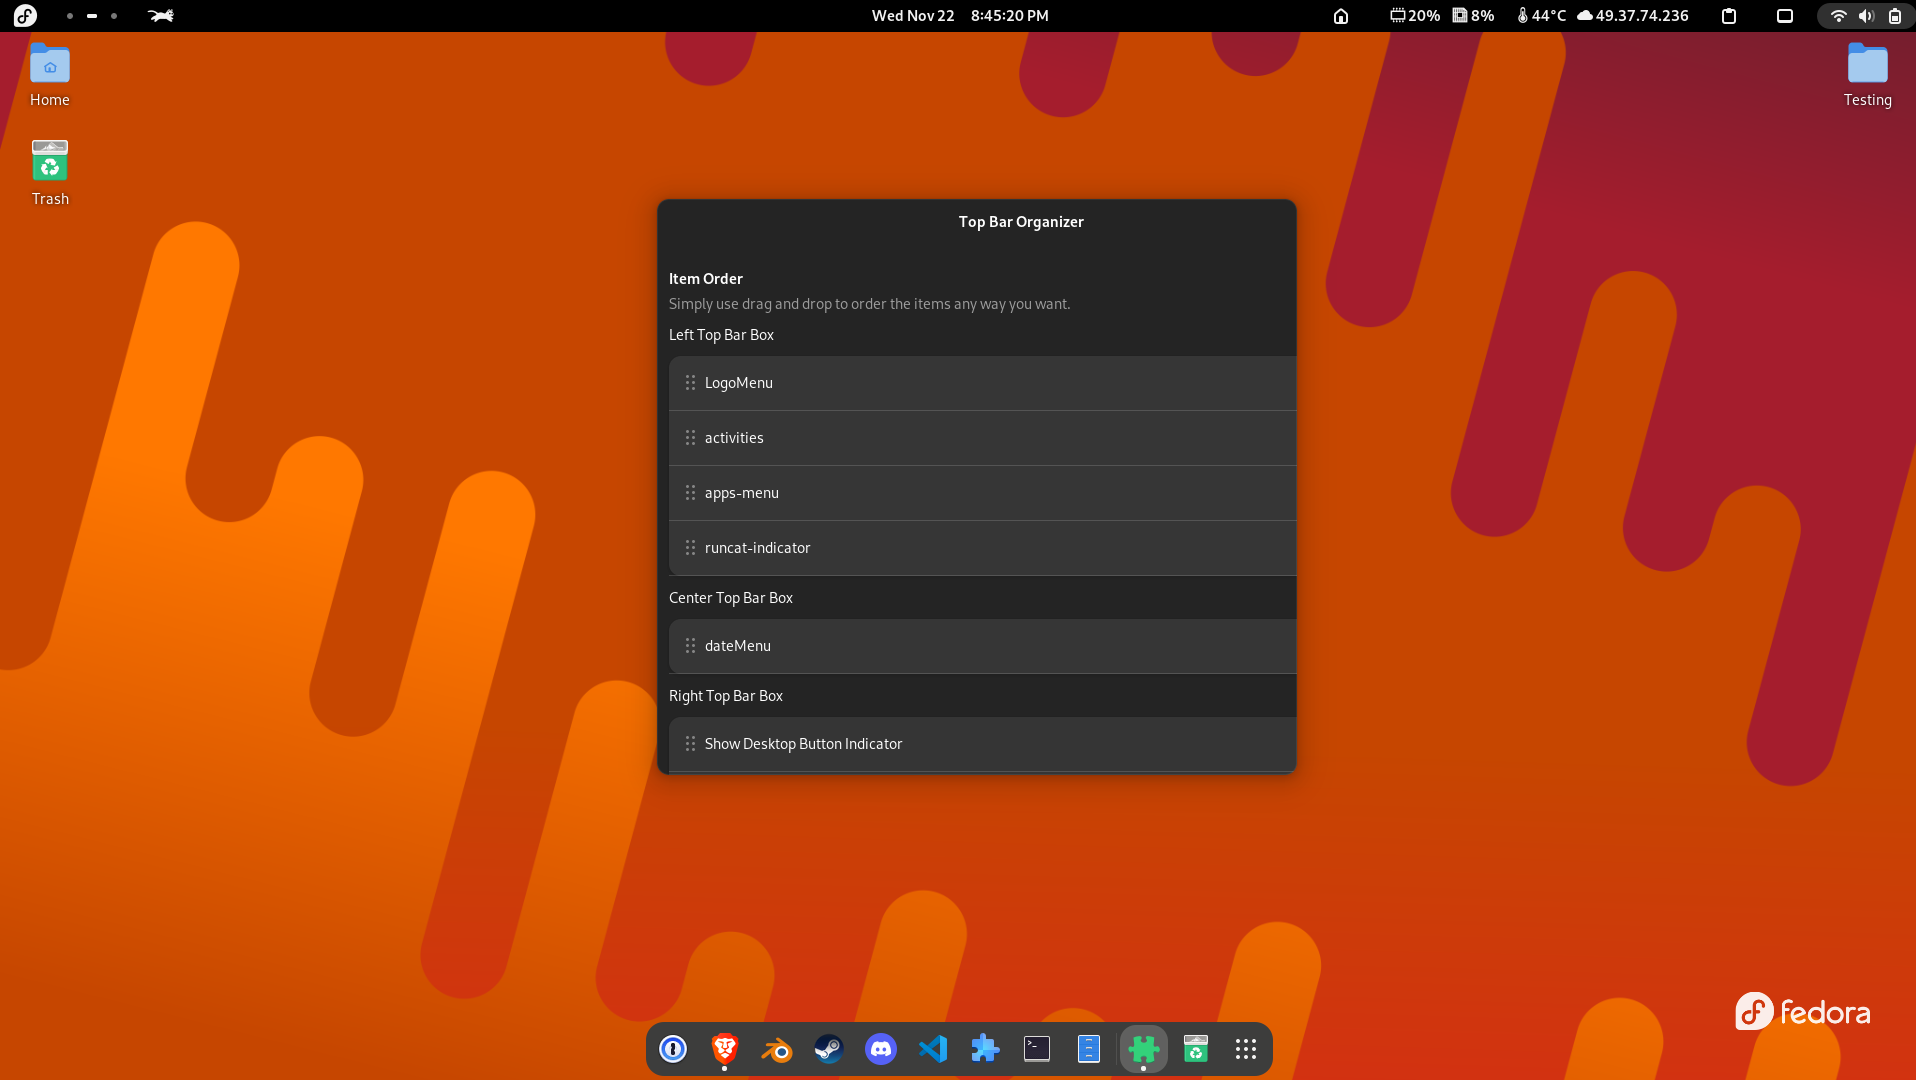 Wed Nov 22 8:45:20 PM
20% 8% 44°C 49.37.74.236
Home
Testing
Trash
Top Bar Organizer
Item Order
Simply use drag and drop to order the items any way you want.
Left Top Bar Box
LogoMenu
activities
apps-menu
runcat-indicator
Center Top Bar Box
dateMenu
Right Top Bar Box
Show Desktop Button Indicator
fedora